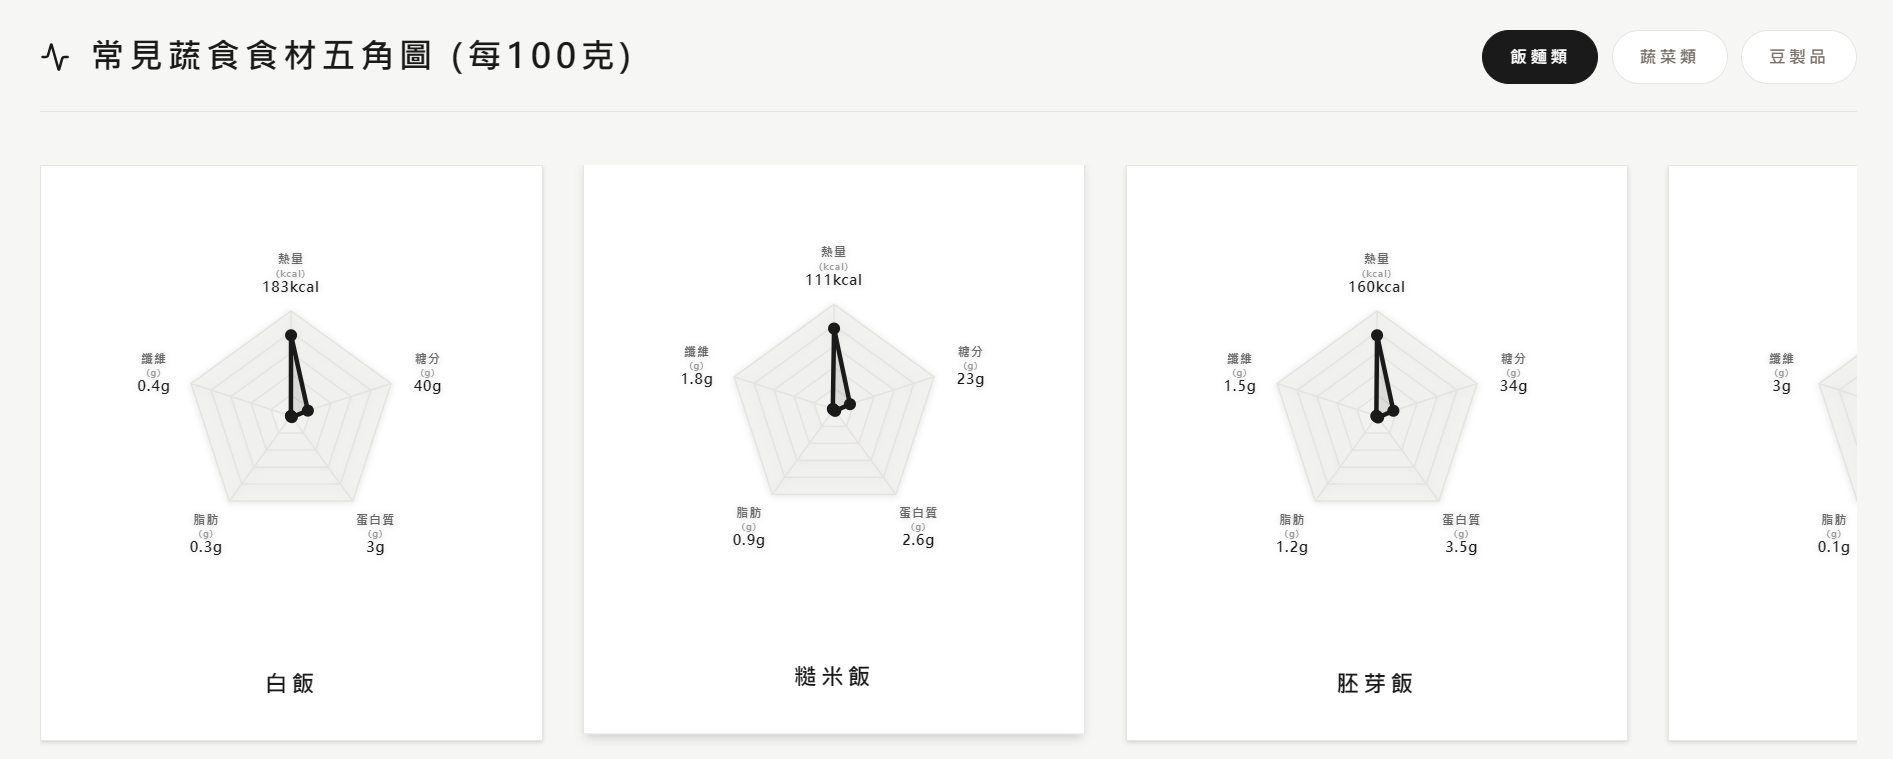 常見蔬食食材五角圖 (每100克)
飯麵類
蔬菜類
豆製品
熱量
(kcal)
183kcal
纖維
(g)
0.4g
糖分
(g)
40g
脂肪
(g)
0.3g
蛋白質
(g)
3g
白飯
熱量
(kcal)
111kcal
纖維
(g)
1.8g
糖分
(g)
23g
脂肪
(g)
0.9g
蛋白質
(g)
2.6g
糙米飯
熱量
(kcal)
160kcal
纖維
(g)
1.5g
糖分
(g)
34g
脂肪
(g)
1.2g
蛋白質
(g)
3.5g
胚芽飯
纖維
(g)
3g
脂肪
(g)
0.1g